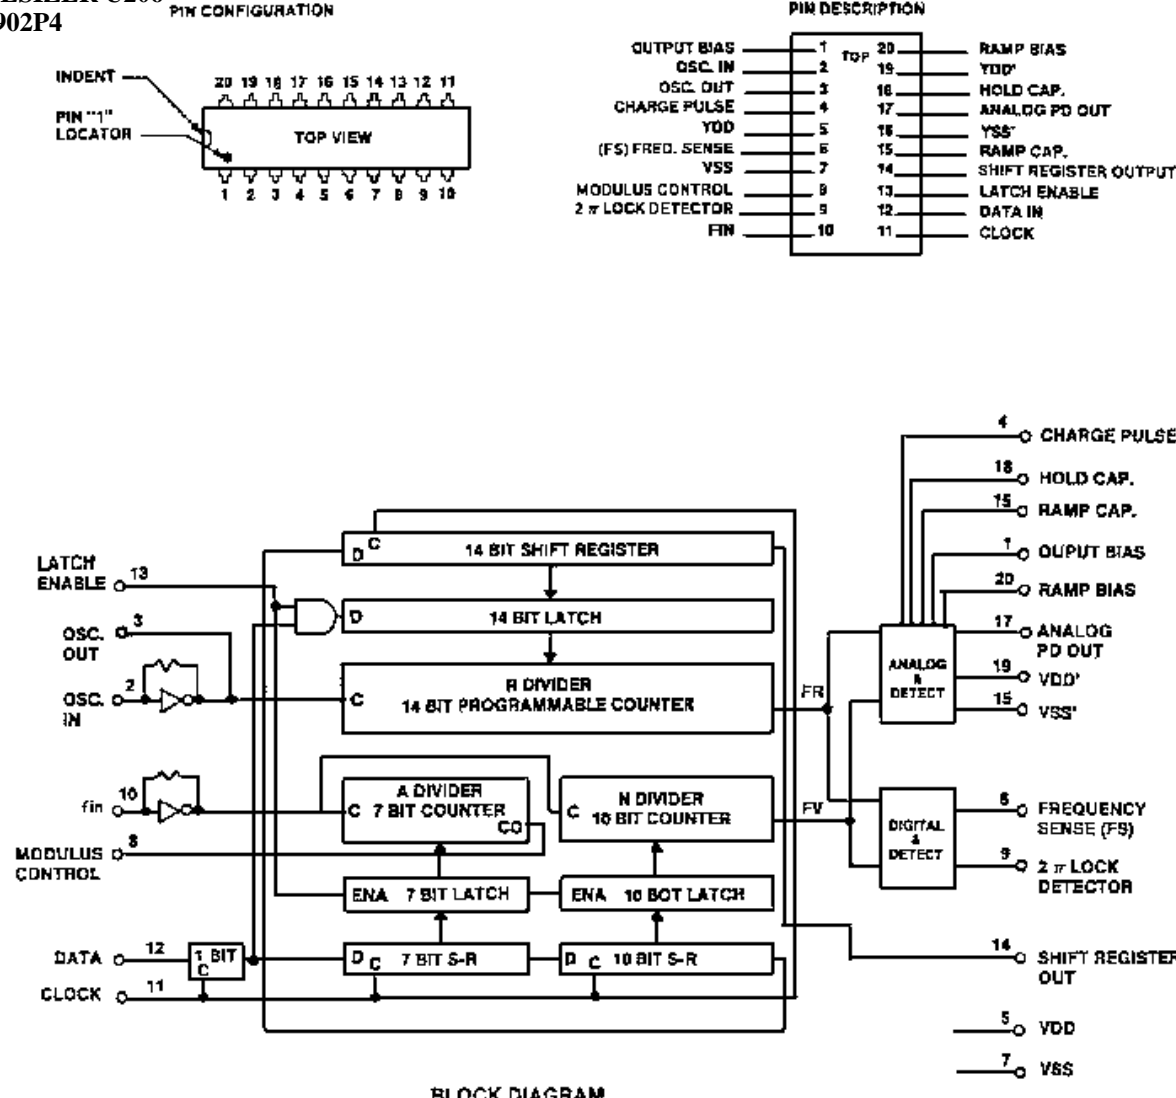 902P4
PIN CONFIGURATION
INDENT
PIN "1"
LOCATOR
20 19 18 17 16 15 14 13 12 11
TOP VIEW
1 2 3 4 5 6 7 8 9 10
PIN DESCRIPTION
TOP
OUTPUT BIAS 1 20 RAMP BIAS
OSC. IN 2 19 VDD'
OSC. OUT 3 18 HOLD CAP.
CHARGE PULSE 4 17 ANALOG PD OUT
VDD 5 16 VSS'
(FS) FREQ. SENSE 6 15 RAMP CAP.
VSS 7 14 SHIFT REGISTER OUTPUT
MODULUS CONTROL 8 13 LATCH ENABLE
2 π LOCK DETECTOR 9 12 DATA IN
FIN 10 11 CLOCK
4 CHARGE PULSE
18 HOLD CAP.
15 RAMP CAP.
1 OUPUT BIAS
20 RAMP BIAS
17 ANALOG
PD OUT
19 VDD'
15 VSS'
ANALOG
&
DETECT
D C 14 BIT SHIFT REGISTER
LATCH
ENABLE 13
D 14 BIT LATCH
OSC.
OUT 3
OSC.
IN 2
C R DIVIDER
14 BIT PROGRAMMABLE COUNTER
FR
fin 10
C A DIVIDER
7 BIT COUNTER
CO
C N DIVIDER
10 BIT COUNTER
FV
DIGITAL
&
DETECT
6 FREQUENCY
SENSE (FS)
9 2 π LOCK
DETECTOR
MODULUS
CONTROL 8
ENA 7 BIT LATCH
ENA 10 BOT LATCH
DATA 12
1 BIT
C
D C 7 BIT S-R
D C 10 BIT S-R
CLOCK 11
14 SHIFT REGISTER
OUT
5 VDD
7 VSS
BLOCK DIAGRAM